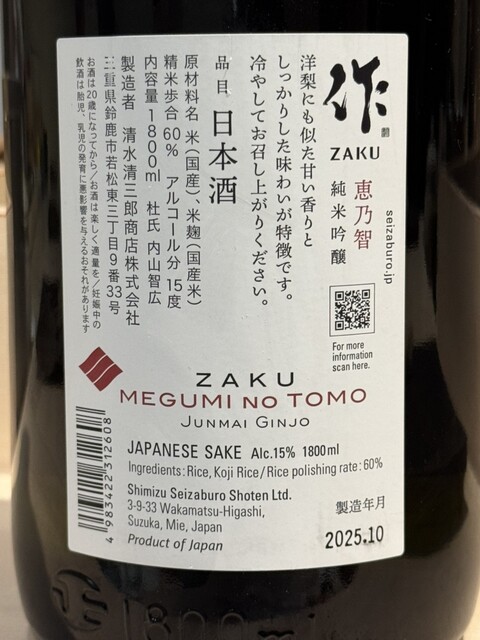 作
ZAKU
恵乃智
純米吟醸
seizaburo.jp
For more
information
scan here.
洋梨にも似た甘い香りと
しっかりした味わいが特徴です。
冷やしてお召し上がりください。
品目 日本酒
原材料名 米(国産)、米麹(国産米)
精米歩合 60% アルコール分 15度
内容量 1800ml 杜氏 内山智広
製造者 清水清三郎商店株式会社
三重県鈴鹿市若松東三丁目9番33号
お酒は20歳になってから/お酒は楽しく適量を/妊娠中の
飲酒は胎児、乳児の発育に悪影響を与えるおそれがあります
ZAKU
MEGUMI NO TOMO
JUNMAI GINJO
JAPANESE SAKE Alc.15% 1800ml
Ingredients: Rice, Koji Rice/Rice polishing rate: 60%
Shimizu Seizaburo Shoten Ltd.
3-9-33 Wakamatsu-Higashi,
Suzuka, Mie, Japan
Product of Japan
製造年月
2025.10
4983422312608
1800ml